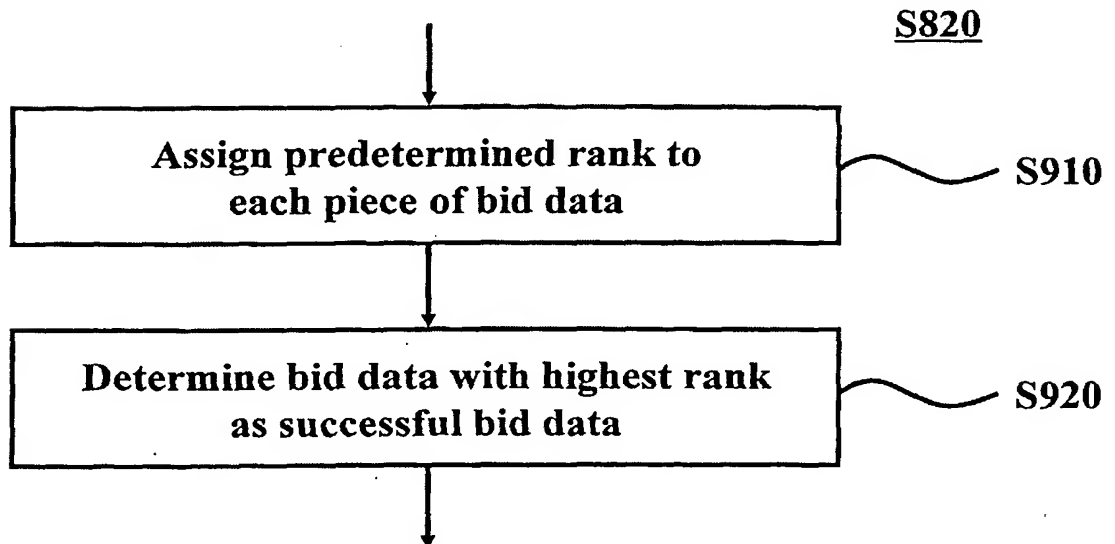 S820
Assign predetermined rank to
each piece of bid data
S910
Determine bid data with highest rank
as successful bid data
S920